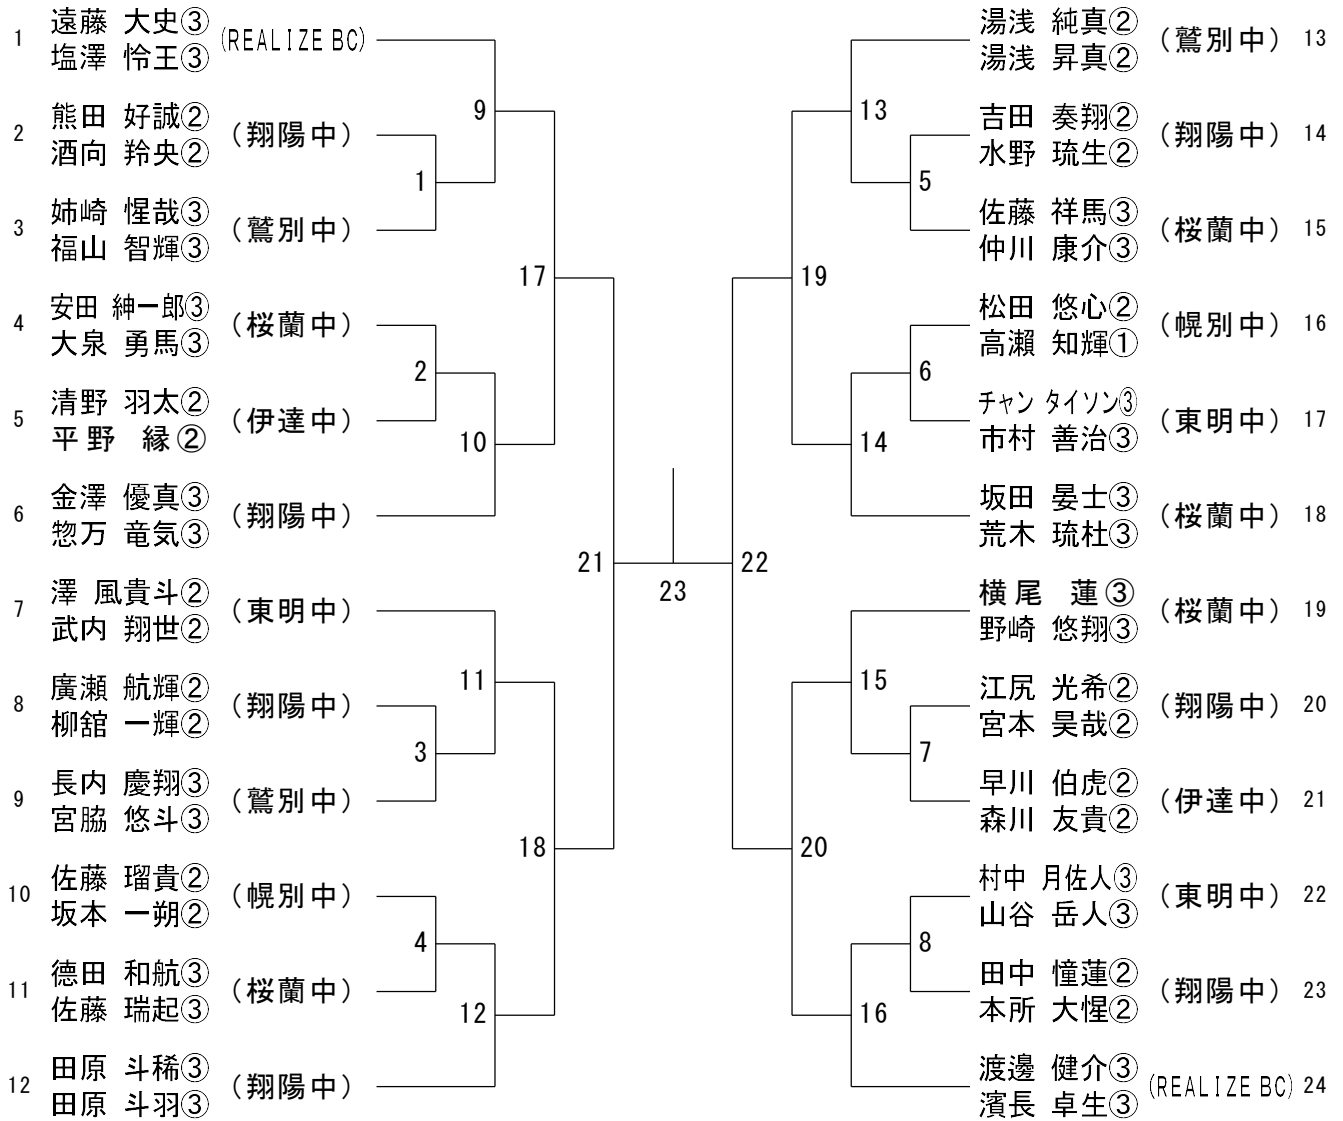 1 遠藤 大史③ (REALIZE BC)
塩澤 怜王③
2 熊田 好誠② (翔陽中)
酒向 羚央②
3 姉崎 惺哉③ (鷲別中)
福山 智輝③
4 安田 紳一郎③ (桜蘭中)
大泉 勇馬③
5 清野 羽太② (伊達中)
平野 縁②
6 金澤 優真③ (翔陽中)
惣万 竜気③
7 澤 風貴斗② (東明中)
武内 翔世②
8 廣瀬 航輝② (翔陽中)
柳舘 一輝②
9 長内 慶翔③ (鷲別中)
宮脇 悠斗③
10 佐藤 瑠貴② (幌別中)
坂本 一朔②
11 德田 和航③ (桜蘭中)
佐藤 瑞起③
12 田原 斗稀③ (翔陽中)
田原 斗羽③
9
1
17
2
10
21
11
3
18
4
12
23
13
5
19
6
14
22
15
7
20
8
16
湯浅 純真② (鷲別中) 13
湯浅 昇真②
吉田 奏翔② (翔陽中) 14
水野 琉生②
佐藤 祥馬③ (桜蘭中) 15
仲川 康介③
松田 悠心② (幌別中) 16
高瀬 知輝①
チャン タイソン③ (東明中) 17
市村 善治③
坂田 晏士③ (桜蘭中) 18
荒木 琉杜③
横尾 蓮③ (桜蘭中) 19
野崎 悠翔③
江尻 光希② (翔陽中) 20
宮本 昊哉②
早川 伯虎② (伊達中) 21
森川 友貴②
村中 月佐人③ (東明中) 22
山谷 岳人③
田中 憧蓮② (翔陽中) 23
本所 大惺②
渡邊 健介③ (REALIZE BC) 24
濱長 卓生③